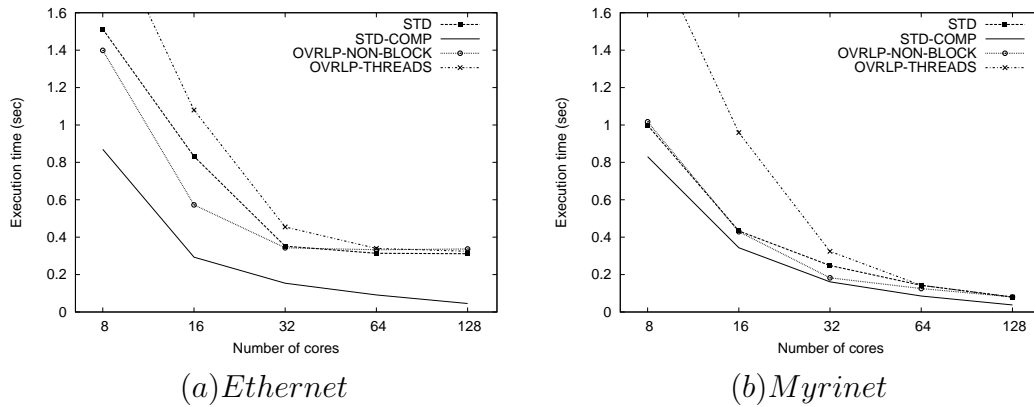 1.6
1.4
1.2
1
0.8
0.6
0.4
0.2
0
8 16 32 64 128
Execution time (sec)
Number of cores
STD
STD-COMP
OVRLP-NON-BLOCK
OVRLP-THREADS
(a)Ethernet
1.6
1.4
1.2
1
0.8
0.6
0.4
0.2
0
8 16 32 64 128
Execution time (sec)
Number of cores
STD
STD-COMP
OVRLP-NON-BLOCK
OVRLP-THREADS
(b)Myrinet